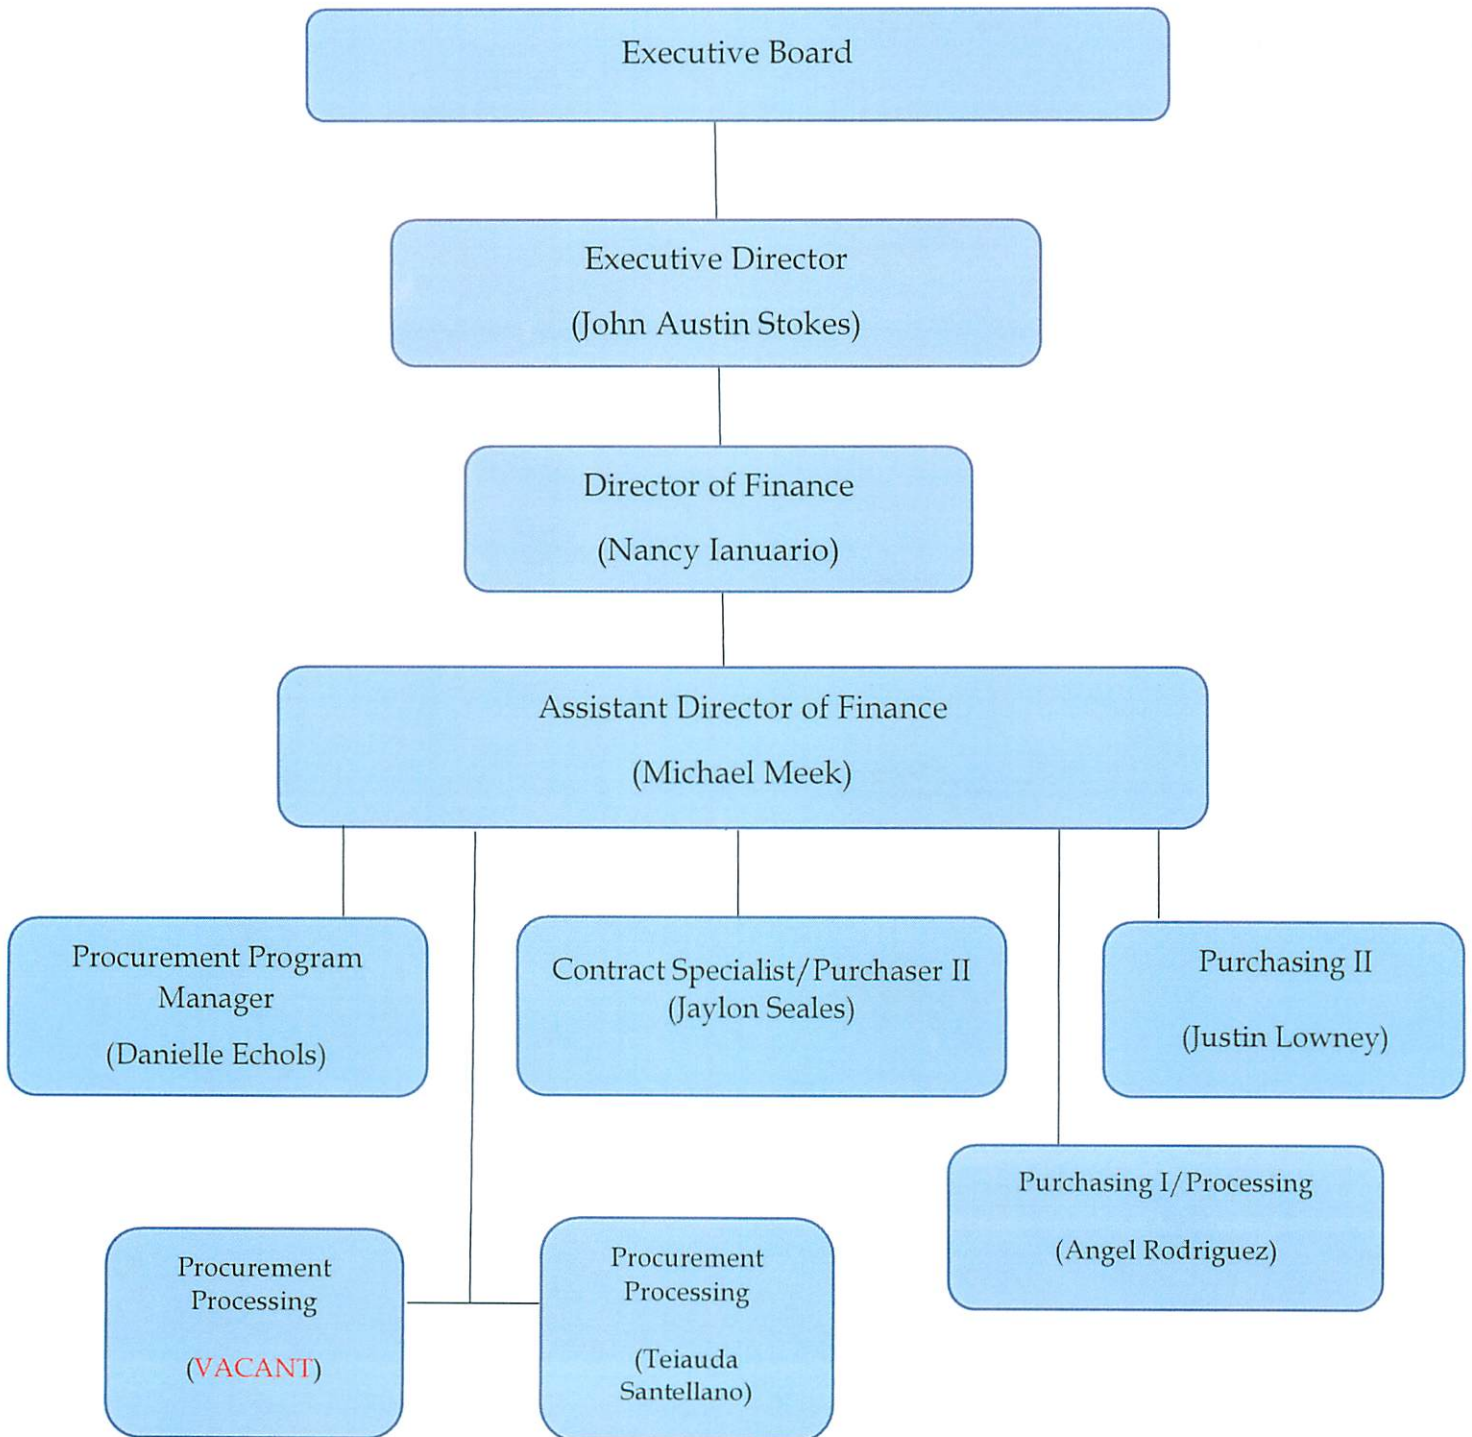 Executive Board
Executive Director
(John Austin Stokes)
Director of Finance
(Nancy Ianuario)
Assistant Director of Finance
(Michael Meek)
Procurement Program
Manager
(Danielle Echols)
Contract Specialist/Purchaser II
(Jaylon Seales)
Purchasing II
(Justin Lowney)
Purchasing I/Processing
(Angel Rodriguez)
Procurement
Processing
(VACANT)
Procurement
Processing
(Teiauda
Santellano)